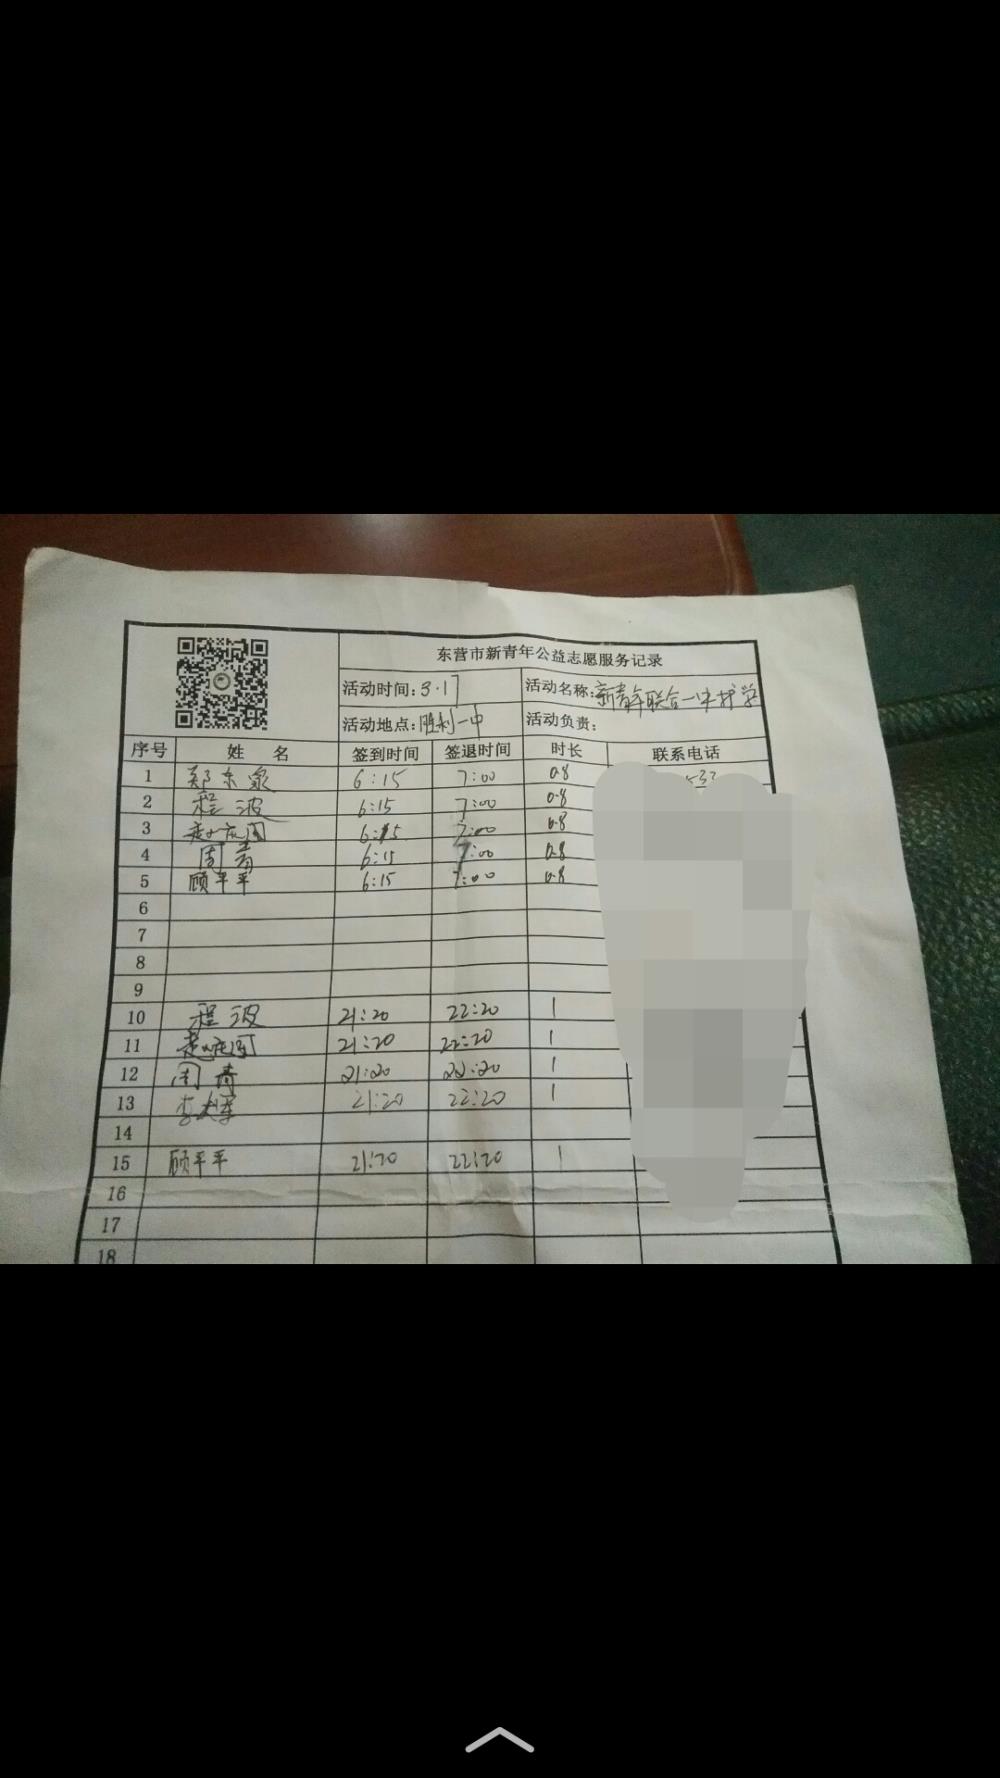 东营市新青年公益志愿服务记录
活动时间:3.17 活动名称:新青年联合一中护学
活动地点:胜利一中 活动负责:
序号 姓 名 签到时间 签退时间 时长 联系电话
1 郑东泉 6:15 7:00 0.8
2 程波 6:15 7:00 0.8
3 6:15 7:00 0.8
4 周青 6:15 7:00 0.8
5 顾平平 6:15 7:00 0.8
6
7
8
9
10 程波 21:20 22:20 1
11 21:20 22:20 1
12 周青 21:20 22:20 1
13 21:20 22:20 1
14
15 顾平平 21:20 22:20 1
16
17
18